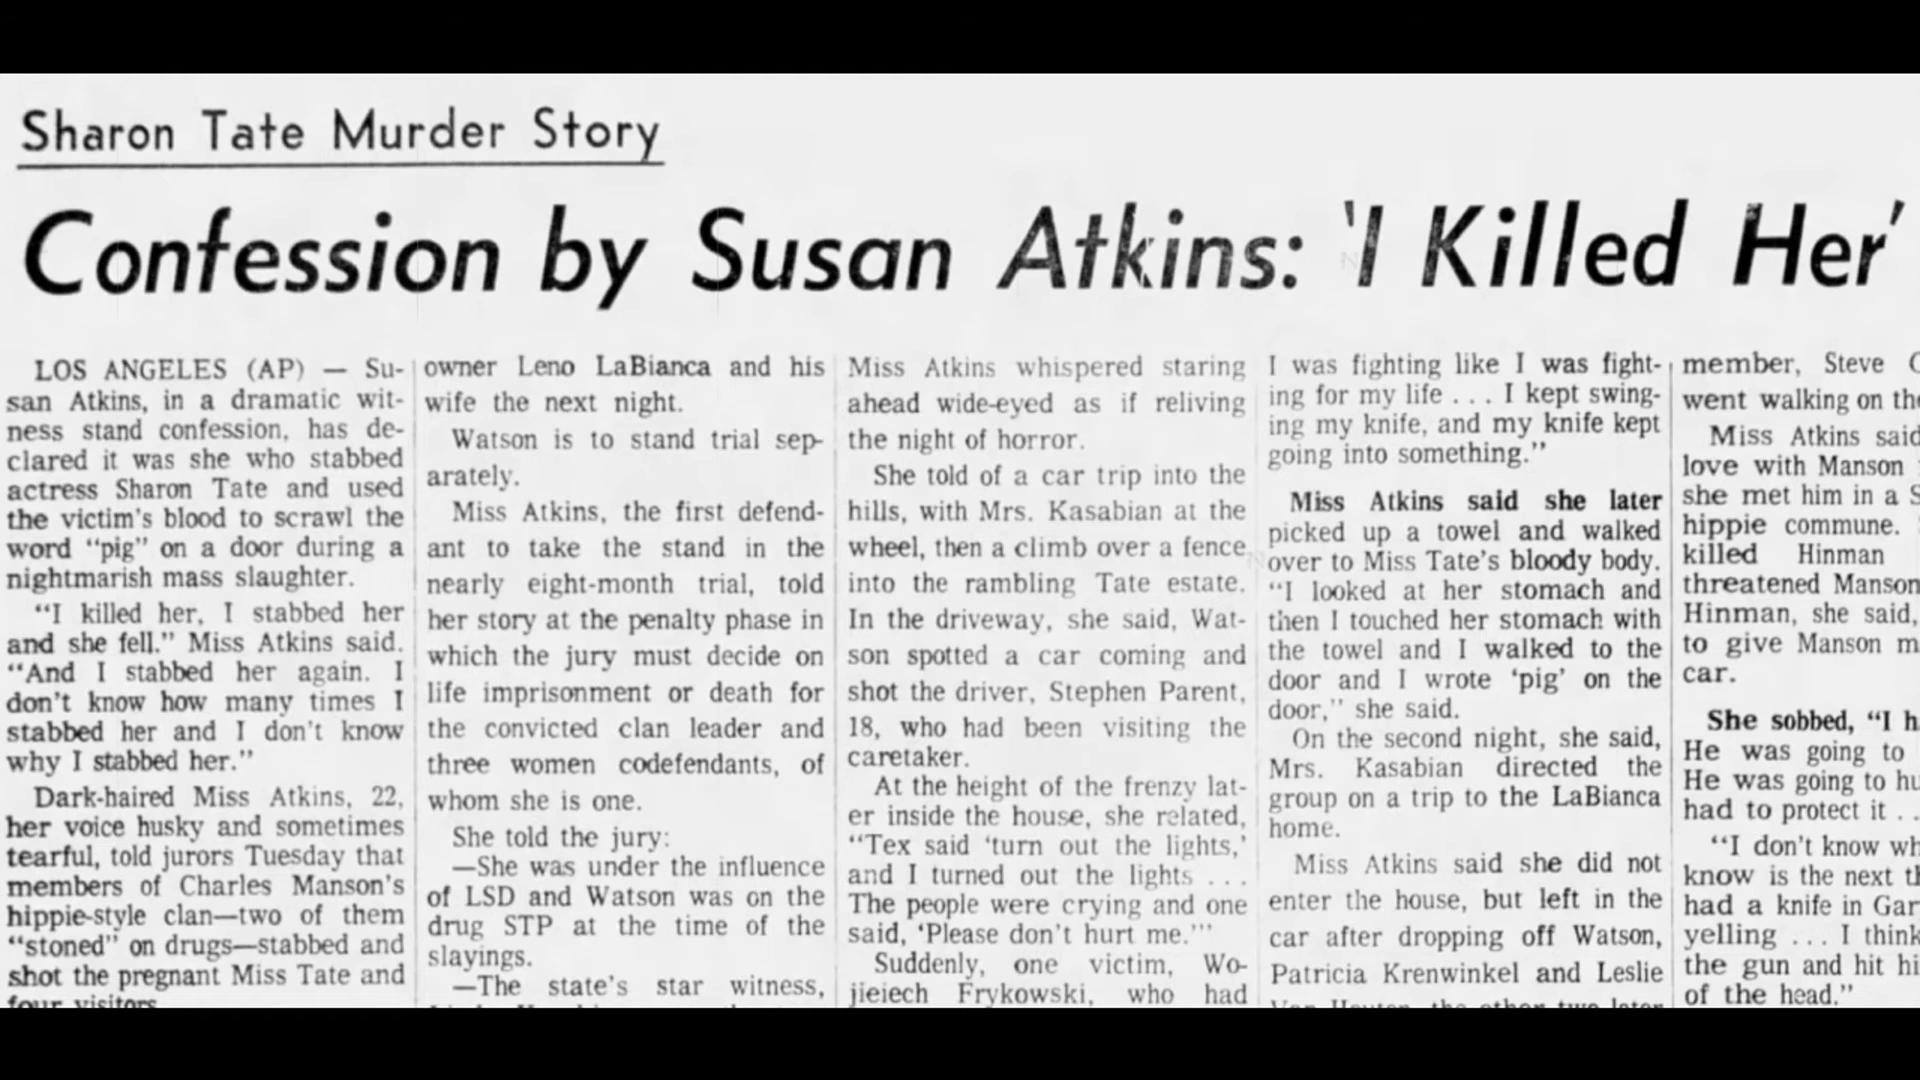 Sharon Tate Murder Story
Confession by Susan Atkins: 'I Killed Her'
LOS ANGELES (AP) — Su-
san Atkins, in a dramatic wit-
ness stand confession, has de-
clared it was she who stabbed
actress Sharon Tate and used
the victim's blood to scrawl the
word "pig" on a door during a
nightmarish mass slaughter.
"I killed her, I stabbed her
and she fell." Miss Atkins said.
"And I stabbed her again. I
don't know how many times I
stabbed her and I don't know
why I stabbed her."
Dark-haired Miss Atkins, 22,
her voice husky and sometimes
tearful, told jurors Tuesday that
members of Charles Manson's
hippie-style clan—two of them
"stoned" on drugs—stabbed and
shot the pregnant Miss Tate and
four visitors
owner Leno LaBianca and his
wife the next night.
Watson is to stand trial sep-
arately.
Miss Atkins, the first defend-
ant to take the stand in the
nearly eight-month trial, told
her story at the penalty phase in
which the jury must decide on
life imprisonment or death for
the convicted clan leader and
three women codefendants, of
whom she is one.
She told the jury:
—She was under the influence
of LSD and Watson was on the
drug STP at the time of the
slayings.
—The state's star witness,
Miss Atkins whispered staring
ahead wide-eyed as if reliving
the night of horror.
She told of a car trip into the
hills, with Mrs. Kasabian at the
wheel, then a climb over a fence
into the rambling Tate estate.
In the driveway, she said, Wat-
son spotted a car coming and
shot the driver, Stephen Parent,
18, who had been visiting the
caretaker.
At the height of the frenzy lat-
er inside the house, she related,
"Tex said 'turn out the lights,'
and I turned out the lights . . .
The people were crying and one
said, 'Please don't hurt me.'"
Suddenly, one victim, Wo-
jieiech Frykowski, who had
I was fighting like I was fight-
ing for my life . . . I kept swing-
ing my knife, and my knife kept
going into something."
Miss Atkins said she later
picked up a towel and walked
over to Miss Tate's bloody body.
"I looked at her stomach and
then I touched her stomach with
the towel and I walked to the
door and I wrote 'pig' on the
door," she said.
On the second night, she said,
Mrs. Kasabian directed the
group on a trip to the LaBianca
home.
Miss Atkins said she did not
enter the house, but left in the
car after dropping off Watson,
Patricia Krenwinkel and Leslie
Van Houten, the other two later
member, Steve
went walking on the
Miss Atkins said
love with Manson
she met him in a S
hippie commune.
killed Hinman
threatened Manson
Hinman, she said,
to give Manson m
car.
She sobbed, "I h
He was going to
He was going to hu
had to protect it . .
"I don't know wh
know is the next th
had a knife in Gar
yelling . . . I think
the gun and hit hi
of the head."